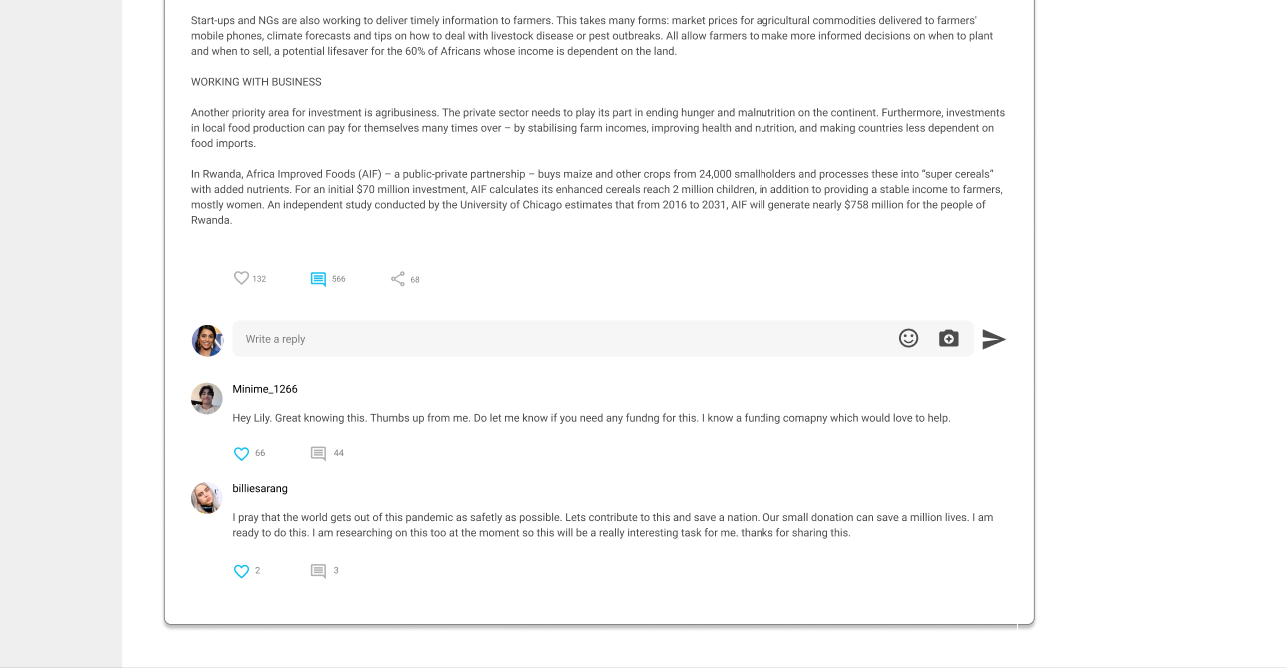 Start-ups and NGs are also working to deliver timely information to farmers. This takes many forms: market prices for agricultural commodities delivered to farmers'
mobile phones, climate forecasts and tips on how to deal with livestock disease or pest outbreaks. All allow farmers to make more informed decisions on when to plant
and when to sell, a potential lifesaver for the 60% of Africans whose income is dependent on the land.
WORKING WITH BUSINESS
Another priority area for investment is agribusiness. The private sector needs to play its part in ending hunger and malnutrition on the continent. Furthermore, investments
in local food production can pay for themselves many times over – by stabilising farm incomes, improving health and nutrition, and making countries less dependent on
food imports.
In Rwanda, Africa Improved Foods (AIF) – a public-private partnership – buys maize and other crops from 24,000 smallholders and processes these into “super cereals”
with added nutrients. For an initial $70 million investment, AIF calculates its enhanced cereals reach 2 million children, in addition to providing a stable income to farmers,
mostly women. An independent study conducted by the University of Chicago estimates that from 2016 to 2031, AIF will generate nearly $758 million for the people of
Rwanda.
132 566 68
Write a reply
Minime_1266
Hey Lily. Great knowing this. Thumbs up from me. Do let me know if you need any fundng for this. I know a funding comapny which would love to help.
66 44
billiesarang
I pray that the world gets out of this pandemic as safetly as possible. Lets contribute to this and save a nation. Our small donation can save a million lives. I am
ready to do this. I am researching on this too at the moment so this will be a really interesting task for me. thanks for sharing this.
2 3